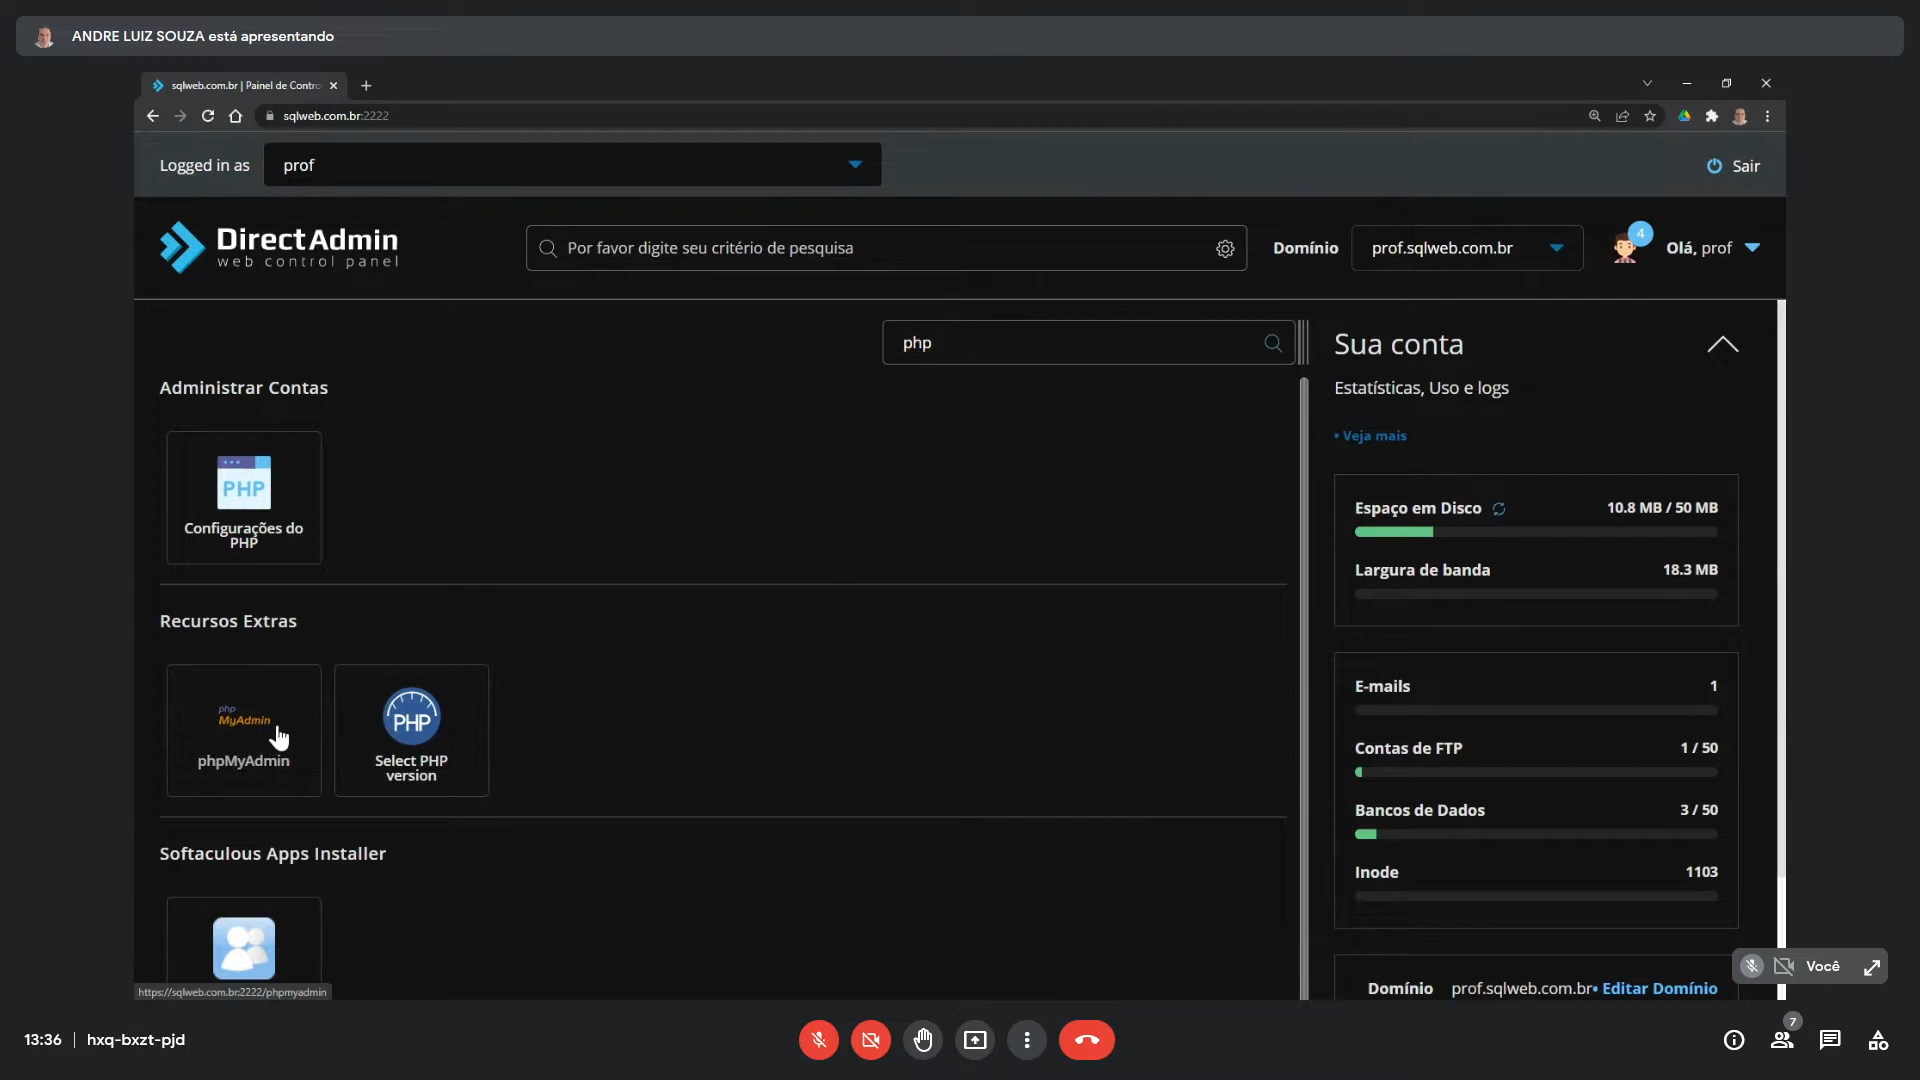 ANDRE LUIZ SOUZA está apresentando
sqlweb.com.br | Painel de Contro
sqlweb.com.br:2222
Logged in as
prof
Sair
DirectAdmin
web control panel
Por favor digite seu critério de pesquisa
Domínio
prof.sqlweb.com.br
4
Olá, prof
php
Administrar Contas
PHP
Configurações do
PHP
Recursos Extras
php
MyAdmin
phpMyAdmin
PHP
Select PHP
version
Softaculous Apps Installer
https://sqlweb.com.br:2222/phpmyadmin
Sua conta
Estatísticas, Uso e logs
• Veja mais
Espaço em Disco
10.8 MB / 50 MB
Largura de banda
18.3 MB
E-mails
1
Contas de FTP
1 / 50
Bancos de Dados
3 / 50
Inode
1103
Você
Domínio
prof.sqlweb.com.br
• Editar Domínio
13:36
hxq-bxzt-pjd
7